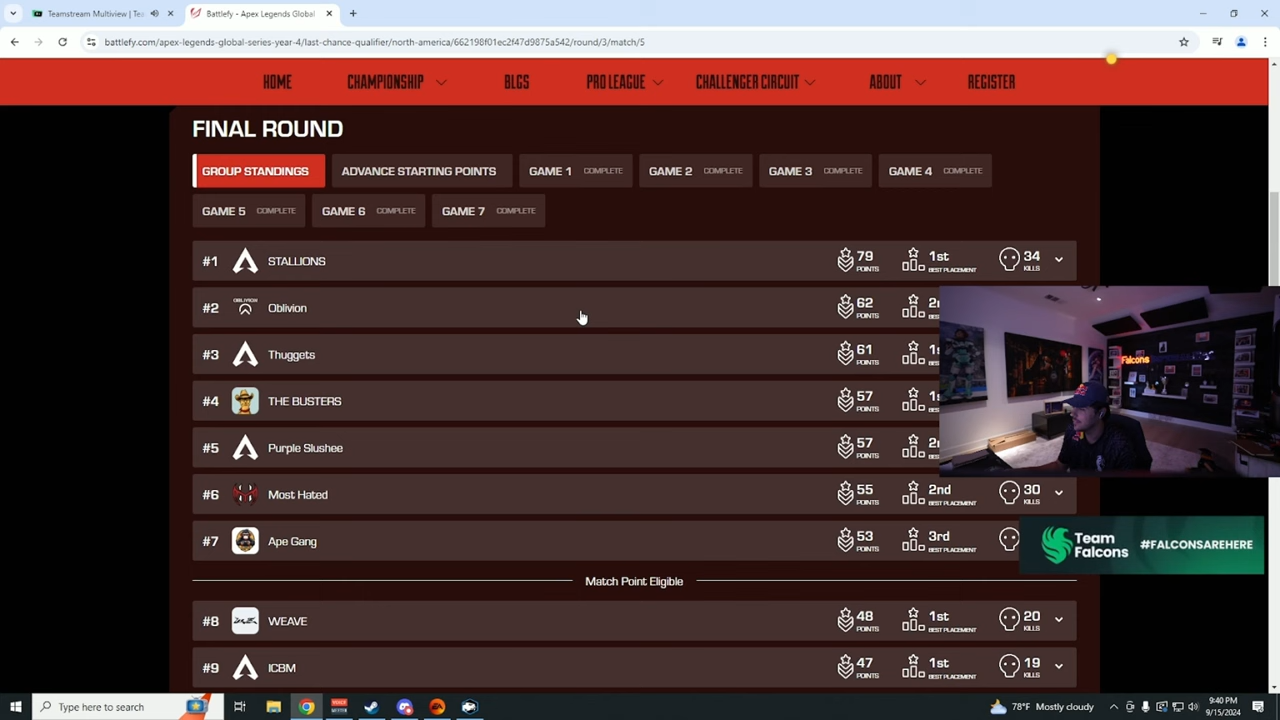 Teamstream Multiview | Tea
Battlefy - Apex Legends Global
battlefy.com/apex-legends-global-series-year-4/last-chance-qualifier/north-america/662198f01ec2f47d9875a542/round/3/match/5
HOME CHAMPIONSHIP BLGS PRO LEAGUE CHALLENGER CIRCUIT ABOUT REGISTER
FINAL ROUND
GROUP STANDINGS ADVANCE STARTING POINTS GAME 1 COMPLETE GAME 2 COMPLETE GAME 3 COMPLETE GAME 4 COMPLETE
GAME 5 COMPLETE GAME 6 COMPLETE GAME 7 COMPLETE
#1 STALLIONS 79 POINTS 1st BEST PLACEMENT 34 KILLS
#2 OBLIVION Oblivion 62 POINTS
#3 Thuggets 61 POINTS
#4 THE BUSTERS 57 POINTS
#5 Purple Slushee 57 POINTS
#6 Most Hated 55 POINTS 2nd BEST PLACEMENT 30 KILLS
#7 Ape Gang 53 POINTS 3rd BEST PLACEMENT
Match Point Eligible
#8 WEAVE 48 POINTS 1st BEST PLACEMENT 20 KILLS
#9 ICBM 47 POINTS 1st BEST PLACEMENT 19 KILLS
Falcons
Team Falcons #FALCONSAREHERE
Type here to search
78°F Mostly cloudy
9:40 PM
9/15/2024